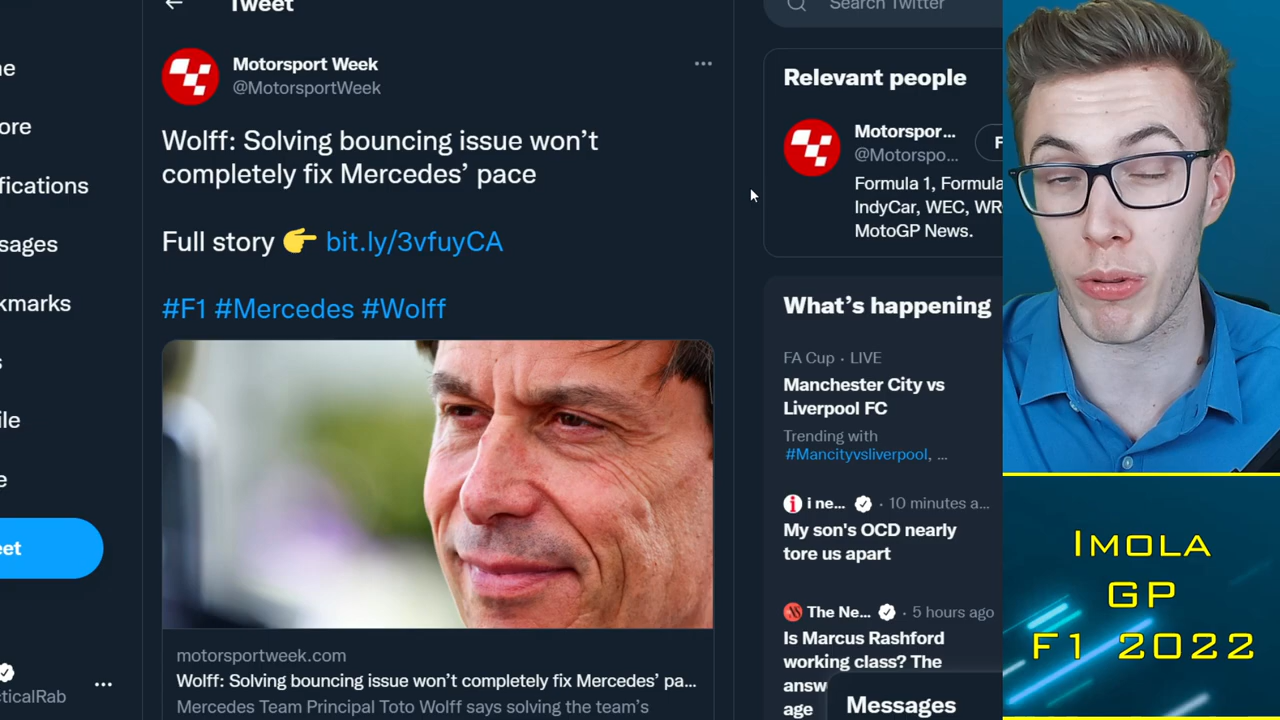 Tweet
Search Twitter
ne
ore
fications
sages
kmarks
s
file
e
eet
cticalRab
Motorsport Week
@MotorsportWeek
Wolff: Solving bouncing issue won't
completely fix Mercedes' pace
Full story 👉 bit.ly/3vfuyCA
#F1 #Mercedes #Wolff
motorsportweek.com
Wolff: Solving bouncing issue won't completely fix Mercedes' pa...
Mercedes Team Principal Toto Wolff says solving the team's
Relevant people
Motorspor...
F
@Motorspo...
Formula 1, Formula
IndyCar, WEC, WR
MotoGP News.
What's happening
FA Cup · LIVE
Manchester City vs
Liverpool FC
Trending with
#Mancityvsliverpool, ...
i ne... · 10 minutes a...
My son's OCD nearly
tore us apart
The Ne... · 5 hours ago
Is Marcus Rashford
working class? The
answ
age
Messages
IMOLA
GP
F1 2022